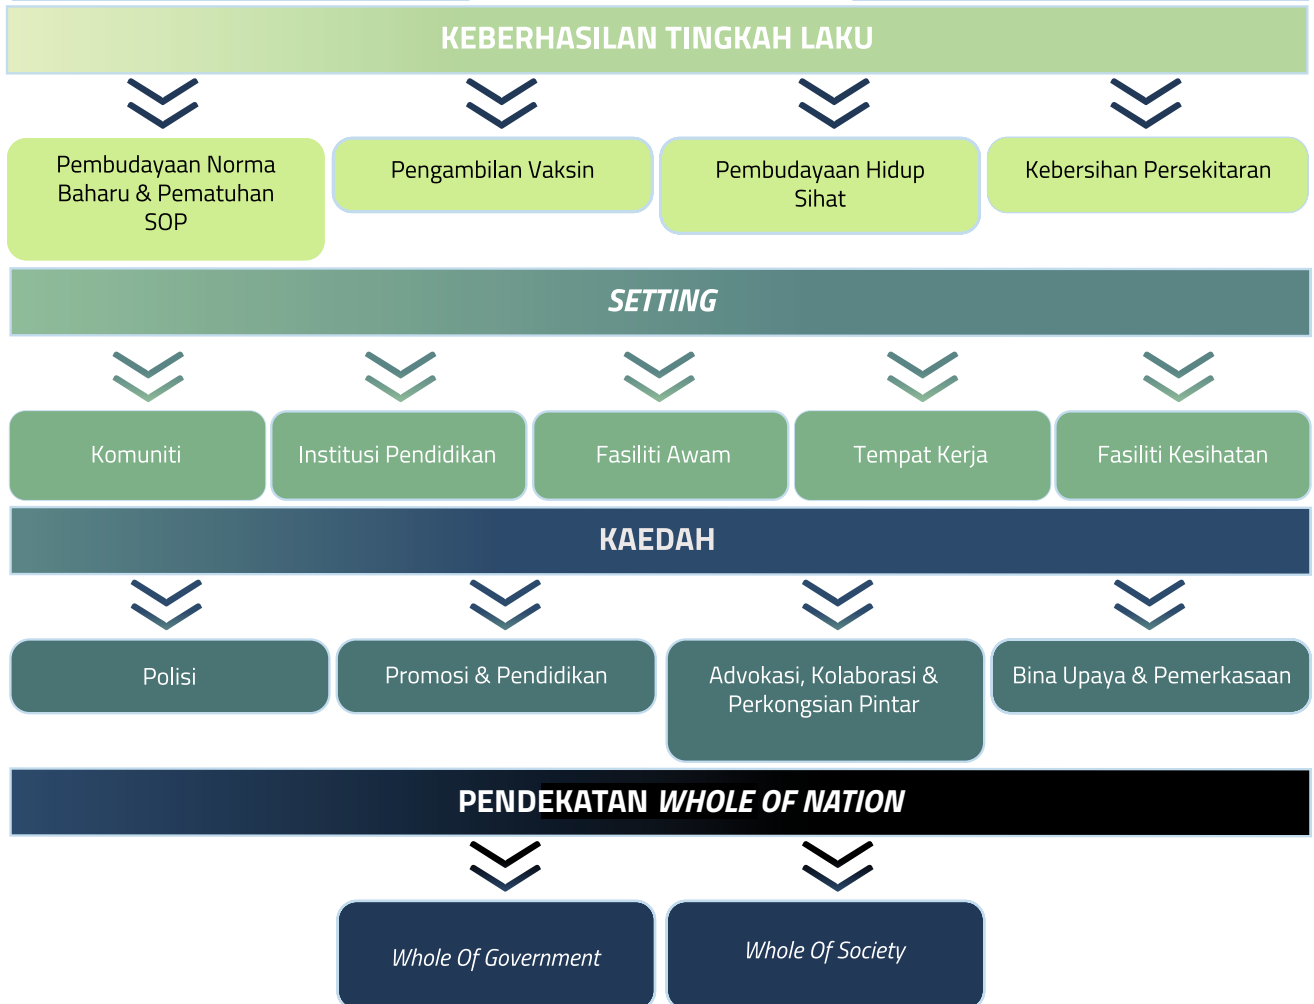 KEBERHASILAN TINGKAH LAKU
Pembudayaan Norma
Baharu & Pematuhan
SOP
Pengambilan Vaksin
Pembudayaan Hidup
Sihat
Kebersihan Persekitaran
SETTING
Komuniti
Institusi Pendidikan
Fasiliti Awam
Tempat Kerja
Fasiliti Kesihatan
KAEDAH
Polisi
Promosi & Pendidikan
Advokasi, Kolaborasi &
Perkongsian Pintar
Bina Upaya & Pemerkasaan
PENDEKATAN WHOLE OF NATION
Whole Of Government
Whole Of Society